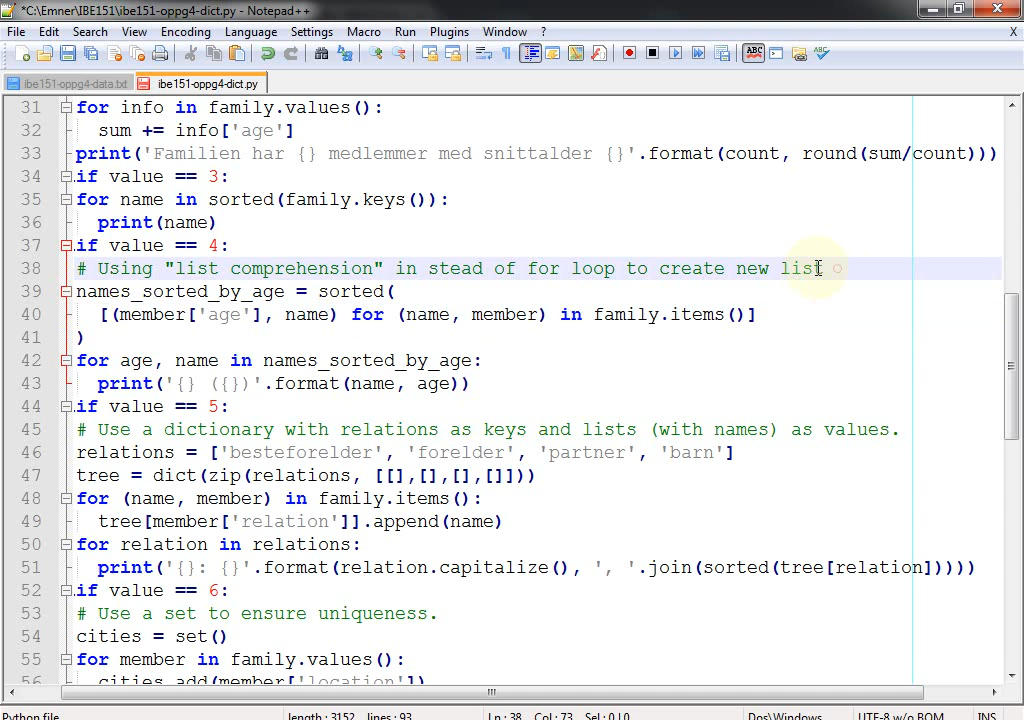 *C:\Emner\IBE151\ibe151-oppg4-dict.py - Notepad++
File Edit Search View Encoding Language Settings Macro Run Plugins Window ? X
ibe151-oppg4-data.txt ibe151-oppg4-dict.py
31 for info in family.values():
32 sum += info['age']
33 print('Familien har {} medlemmer med snittalder {}'.format(count, round(sum/count)))
34 if value == 3:
35 for name in sorted(family.keys()):
36 print(name)
37 if value == 4:
38 # Using "list comprehension" in stead of for loop to create new list
39 names_sorted_by_age = sorted(
40 [(member['age'], name) for (name, member) in family.items()]
41 )
42 for age, name in names_sorted_by_age:
43 print('{} ({})'.format(name, age))
44 if value == 5:
45 # Use a dictionary with relations as keys and lists (with names) as values.
46 relations = ['besteforelder', 'forelder', 'partner', 'barn']
47 tree = dict(zip(relations, [[],[],[],[]]))
48 for (name, member) in family.items():
49 tree[member['relation']].append(name)
50 for relation in relations:
51 print('{}: {}'.format(relation.capitalize(), ', '.join(sorted(tree[relation]))))
52 if value == 6:
53 # Use a set to ensure uniqueness.
54 cities = set()
55 for member in family.values():
56 cities.add(member['location'])
Python file length : 3152 lines : 93 Ln : 38 Col : 73 Sel : 0 | 0 Dos\Windows UTF-8 w/o BOM INS